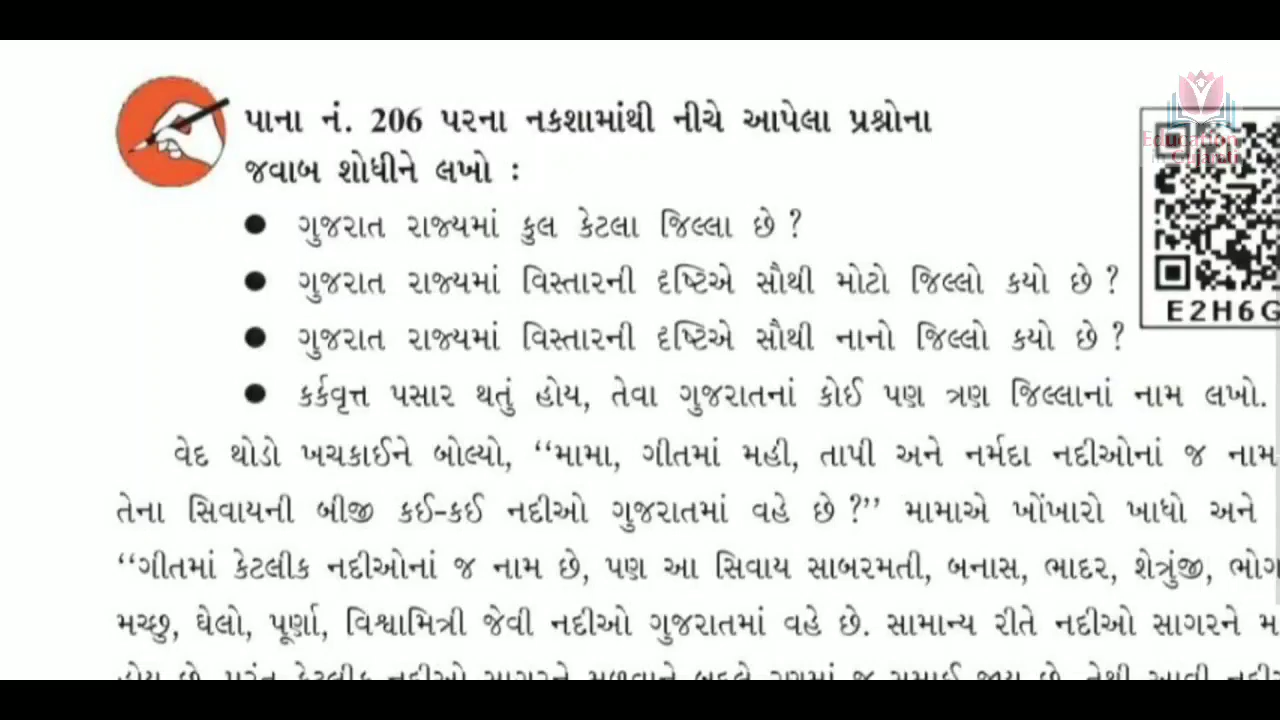 પાના નં. 206 પરના નકશામાંથી નીચે આપેલા પ્રશ્નોના
જવાબ શોધીને લખો :
● ગુજરાત રાજ્યમાં કુલ કેટલા જિલ્લા છે ?
● ગુજરાત રાજ્યમાં વિસ્તારની દૃષ્ટિએ સૌથી મોટો જિલ્લો કયો છે ?
● ગુજરાત રાજ્યમાં વિસ્તારની દૃષ્ટિએ સૌથી નાનો જિલ્લો કયો છે ?
● કર્કવૃત્ત પસાર થતું હોય, તેવા ગુજરાતનાં કોઈ પણ ત્રણ જિલ્લાનાં નામ લખો.
Education
in Gujarati
E2H6G
વેદ થોડો ખચકાઈને બોલ્યો, “મામા, ગીતમાં મહી, તાપી અને નર્મદા નદીઓનાં જ નામ
તેના સિવાયની બીજી કઈ-કઈ નદીઓ ગુજરાતમાં વહે છે ?” મામાએ ખોંખારો ખાધો અને
“ગીતમાં કેટલીક નદીઓનાં જ નામ છે, પણ આ સિવાય સાબરમતી, બનાસ, ભાદર, શેત્રુંજી,
મચ્છુ, ઘેલો, પૂર્ણા, વિશ્વામિત્રી જેવી નદીઓ ગુજરાતમાં વહે છે. સામાન્ય રીતે નદીઓ સાગરને